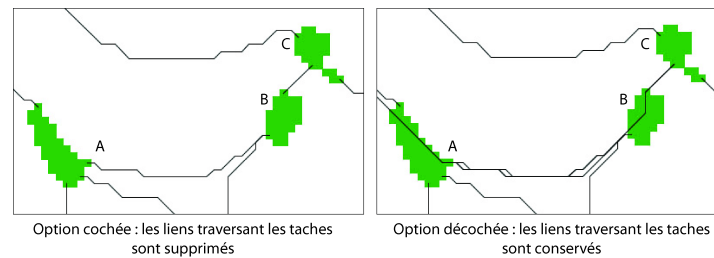 C
B
A
Option cochée : les liens traversant les taches
sont supprimés
C
B
A
Option décochée : les liens traversant les taches
sont conservés